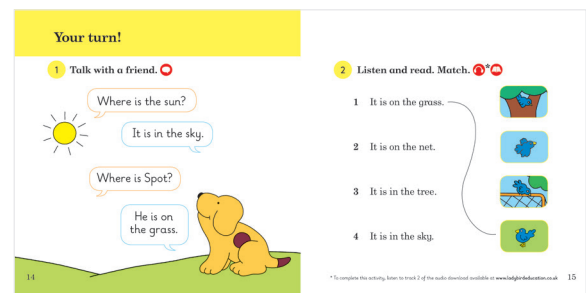 Your turn!
1 Talk with a friend.
Where is the sun?
It is in the sky.
Where is Spot?
He is on
the grass.
14
2 Listen and read. Match.
*
1 It is on the grass.
2 It is on the net.
3 It is in the tree.
4 It is in the sky.
* To complete this activity, listen to track 2 of the audio download available at www.ladybirdeducation.co.uk
15